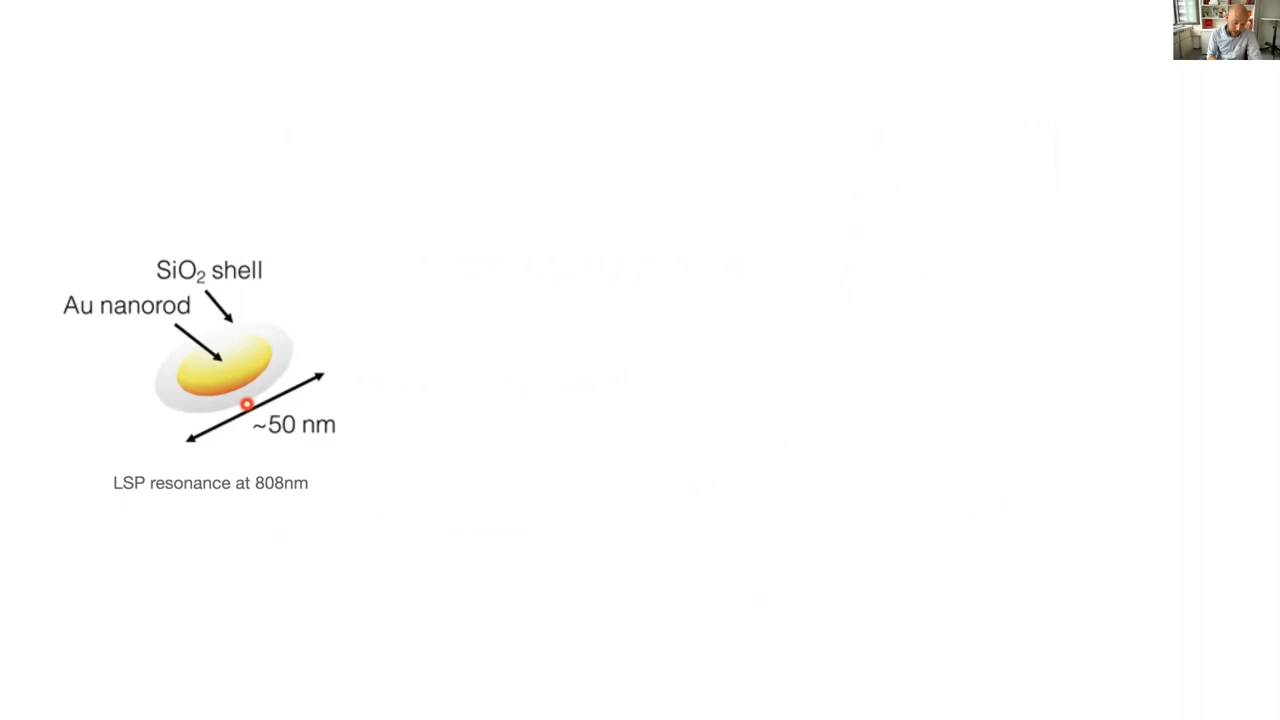 SiO₂ shell
Au nanorod
~50 nm
LSP resonance at 808nm